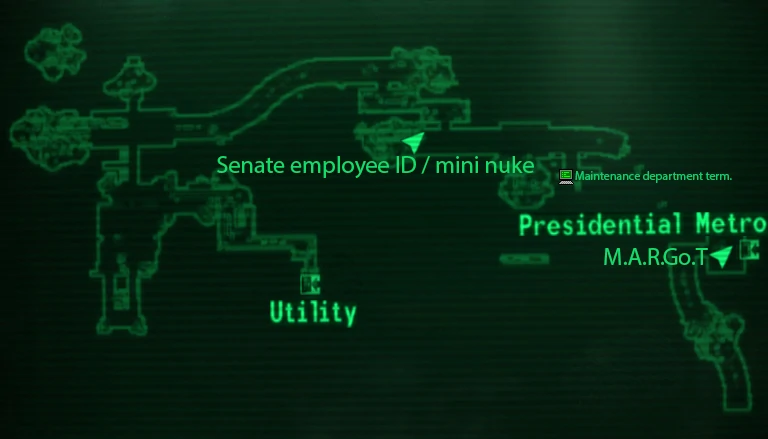 Senate employee ID / mini nuke
Maintenance department term.
Presidential Metro
M.A.R.Go.T
Utility